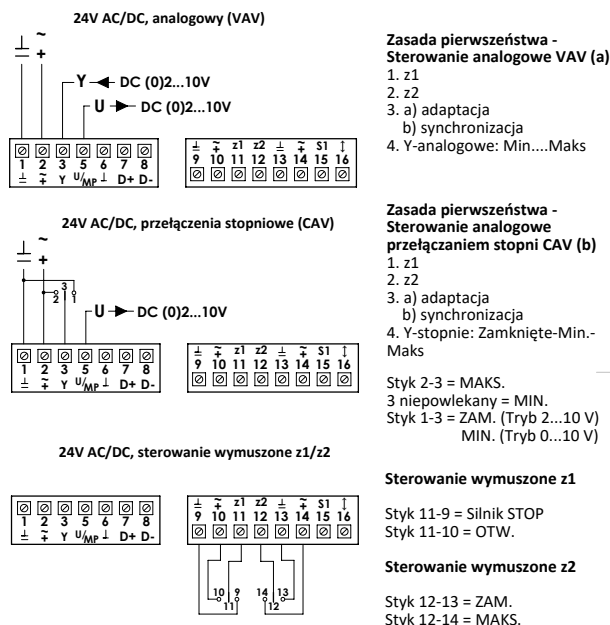 24V AC/DC, analogowy (VAV)
~
⊥ +
Y DC (0)2...10V
U DC (0)2...10V
1 2 3 5 6 7 8
⊥ ~+ Y U/MP ⊥ D+ D-
⊥ ~+ z1 z2 ⊥ ~+ S1 ↕
9 10 11 12 13 14 15 16
Zasada pierwszeństwa -
Sterowanie analogowe VAV (a)
1. z1
2. z2
3. a) adaptacja
b) synchronizacja
4. Y-analogowe: Min....Maks
24V AC/DC, przełączenia stopniowe (CAV)
~
⊥ +
3
2 1
U DC (0)2...10V
1 2 3 5 6 7 8
⊥ ~+ Y U/MP ⊥ D+ D-
⊥ ~+ z1 z2 ⊥ ~+ S1 ↕
9 10 11 12 13 14 15 16
Zasada pierwszeństwa -
Sterowanie analogowe
przełączaniem stopni CAV (b)
1. z1
2. z2
3. a) adaptacja
b) synchronizacja
4. Y-stopnie: Zamknięte-Min.-
Maks
Styk 2-3 = MAKS.
3 niepowlekany = MIN.
Styk 1-3 = ZAM. (Tryb 2...10 V)
MIN. (Tryb 0...10 V)
24V AC/DC, sterowanie wymuszone z1/z2
1 2 3 5 6 7 8
⊥ ~+ Y U/MP ⊥ D+ D-
⊥ ~+ z1 z2 ⊥ ~+ S1 ↕
9 10 11 12 13 14 15 16
10 9 14 13
11 12
Sterowanie wymuszone z1
Styk 11-9 = Silnik STOP
Styk 11-10 = OTW.
Sterowanie wymuszone z2
Styk 12-13 = ZAM.
Styk 12-14 = MAKS.